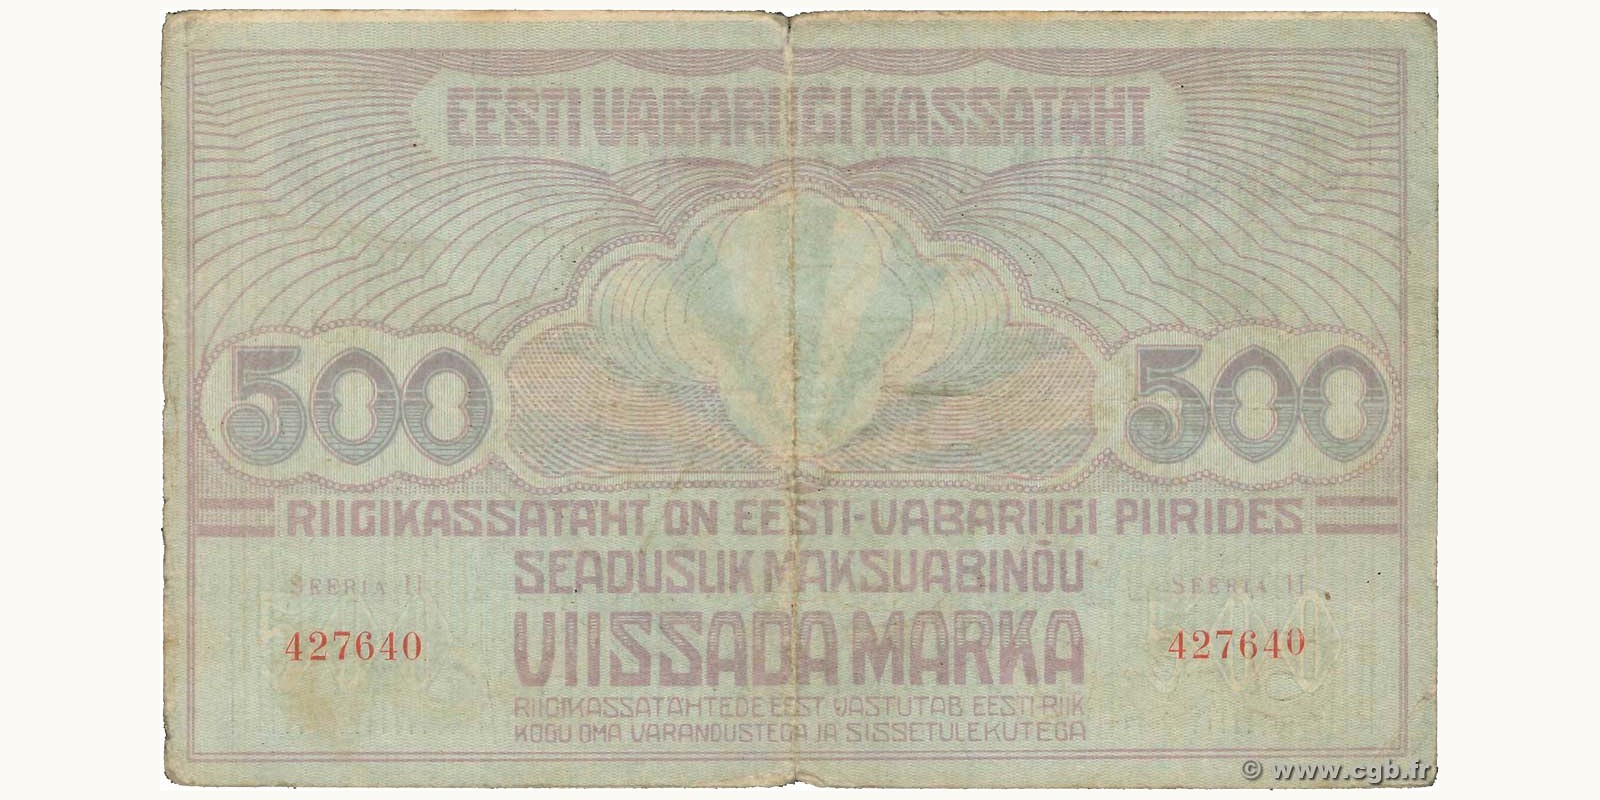 EESTI VABARIIGI KASSATÄHT
500 500
RIIGIKASSATÄHT ON EESTI-VABARIIGI PIIRIDES
SEADUSLIK MAKSUABINÕU
SEERIA II SEERIA II
427640 427640
VIISSADA MARKA
RIIGIKASSATÄHTEDE EEST VASTUTAB EESTI RIIK
KOGU OMA VARANDUSTEGA JA SISSETULEKUTEGA
© www.cgb.fr